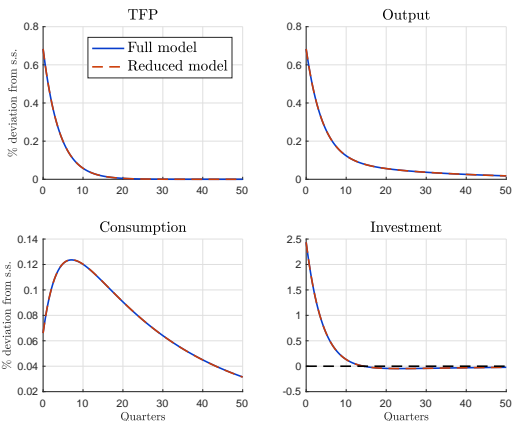 TFP
Output
% deviation from s.s.
0.8
0.6
0.4
0.2
0
Full model
Reduced model
0 10 20 30 40 50
0.8
0.6
0.4
0.2
0
0 10 20 30 40 50
Consumption
Investment
% deviation from s.s.
0.14
0.12
0.1
0.08
0.06
0.04
0.02
0 10 20 30 40 50
Quarters
2.5
2
1.5
1
0.5
0
-0.5
0 10 20 30 40 50
Quarters